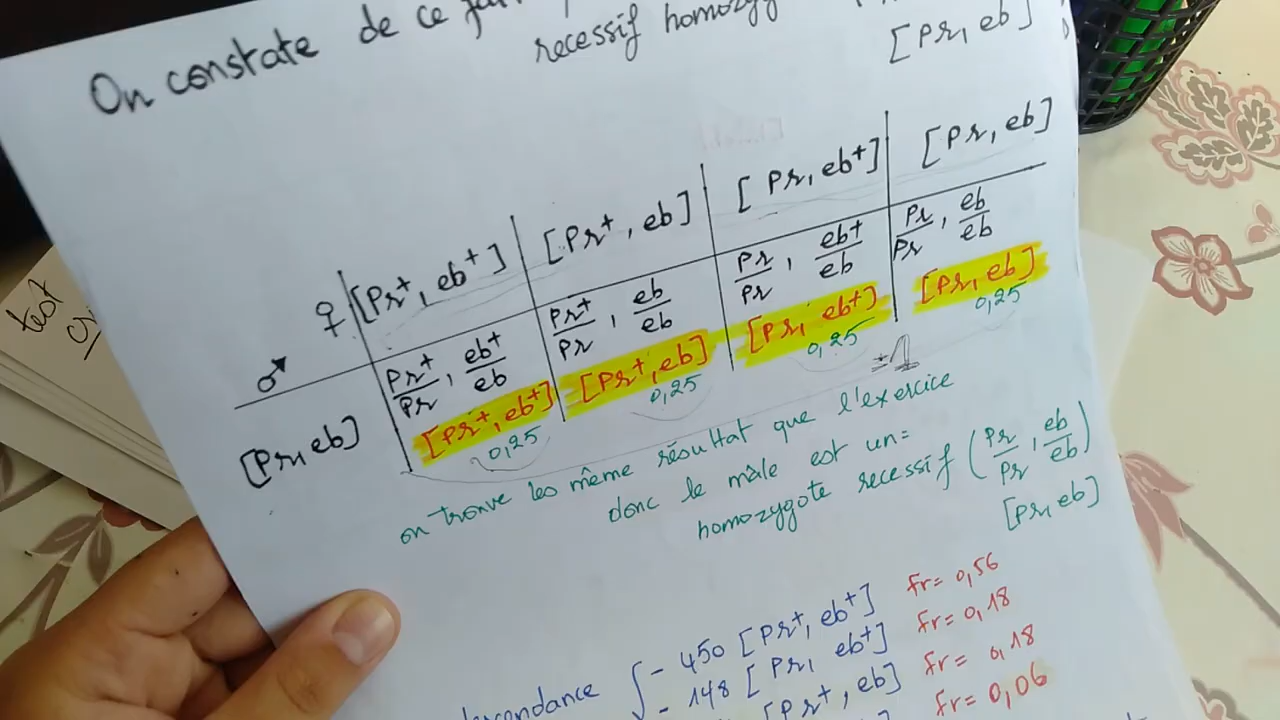 On constate de ce
recessif homozyg
[Pr, eb]
♀ [Pr⁺, eb⁺] [Pr⁺, eb] [Pr, eb⁺] [Pr, eb]
♂
[Pr, eb] Pr⁺/Pr, eb⁺/eb Pr⁺/Pr, eb/eb Pr/Pr, eb⁺/eb Pr/Pr, eb/eb
[Pr⁺, eb⁺] [Pr⁺, eb] [Pr, eb⁺] [Pr, eb]
0,25 0,25 0,25 0,25
on trouve les même résultat que l'exercice
donc le mâle est un=
homozygote recessif (Pr/Pr, eb/eb)
[Pr, eb]
- 450 [Pr⁺, eb⁺] fr= 0,56
- 148 [Pr, eb⁺] fr= 0,18
[Pr⁺, eb] fr= 0,18
fr= 0,06
test